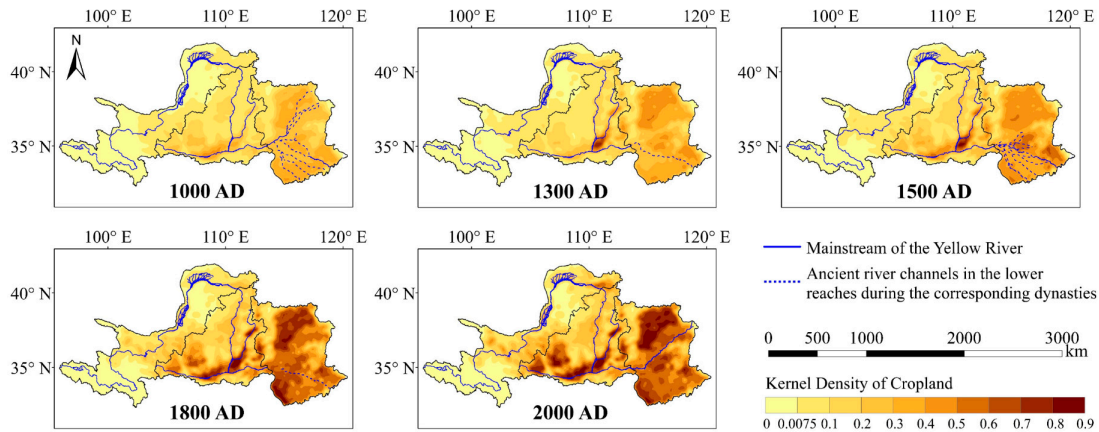 100° E 110° E 120° E 100° E 110° E 120° E 100° E 110° E 120° E
N
40° N 40° N 40° N
35° N 35° N 35° N
1000 AD 1300 AD 1500 AD
100° E 110° E 120° E 100° E 110° E 120° E
40° N 40° N
35° N 35° N
1800 AD 2000 AD
Mainstream of the Yellow River
Ancient river channels in the lower
reaches during the corresponding dynasties
0 500 1000 2000 3000
km
Kernel Density of Cropland
0 0.0075 0.1 0.2 0.3 0.4 0.5 0.6 0.7 0.8 0.9